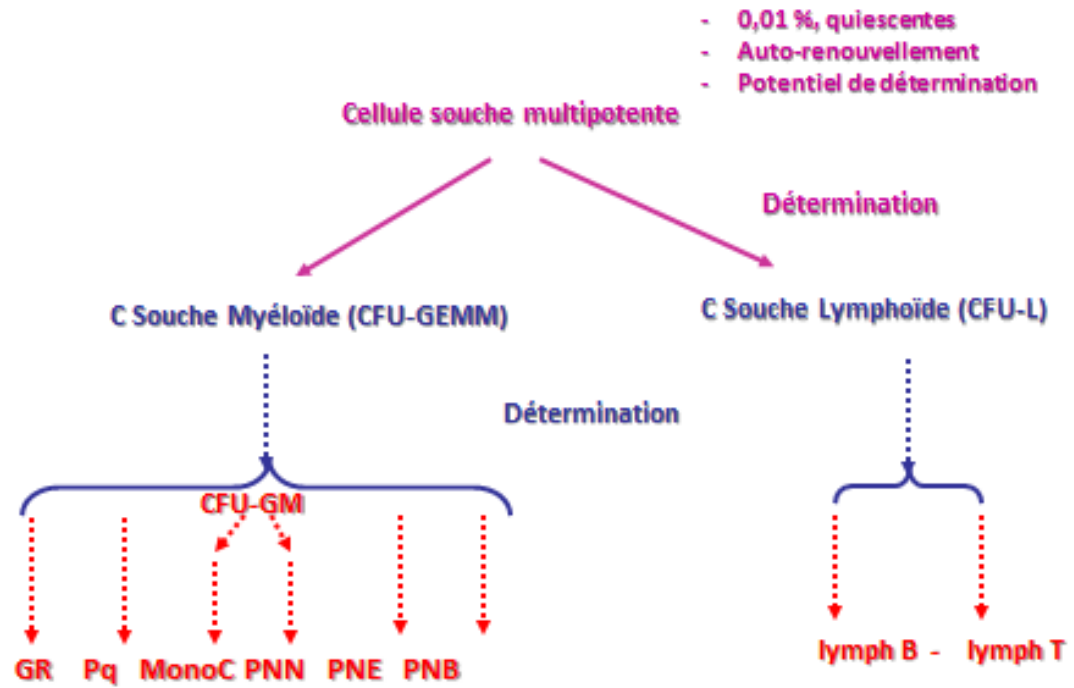 - 0,01 %, quiescentes
- Auto-renouvellement
- Potentiel de détermination
Cellule souche multipotente
Détermination
C Souche Myéloïde (CFU-GEMM)
C Souche Lymphoïde (CFU-L)
Détermination
CFU-GM
GR Pq MonoC PNN PNE PNB
lymph B - lymph T